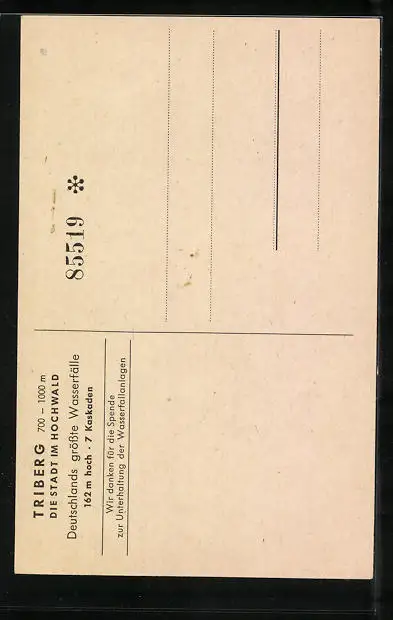 TRIBERG 700 – 1000 m
DIE STADT IM HOCHWALD
Deutschlands größte Wasserfälle
162 m hoch · 7 Kaskaden
Wir danken für die Spende
zur Unterhaltung der Wasserfallanlagen
85519 *